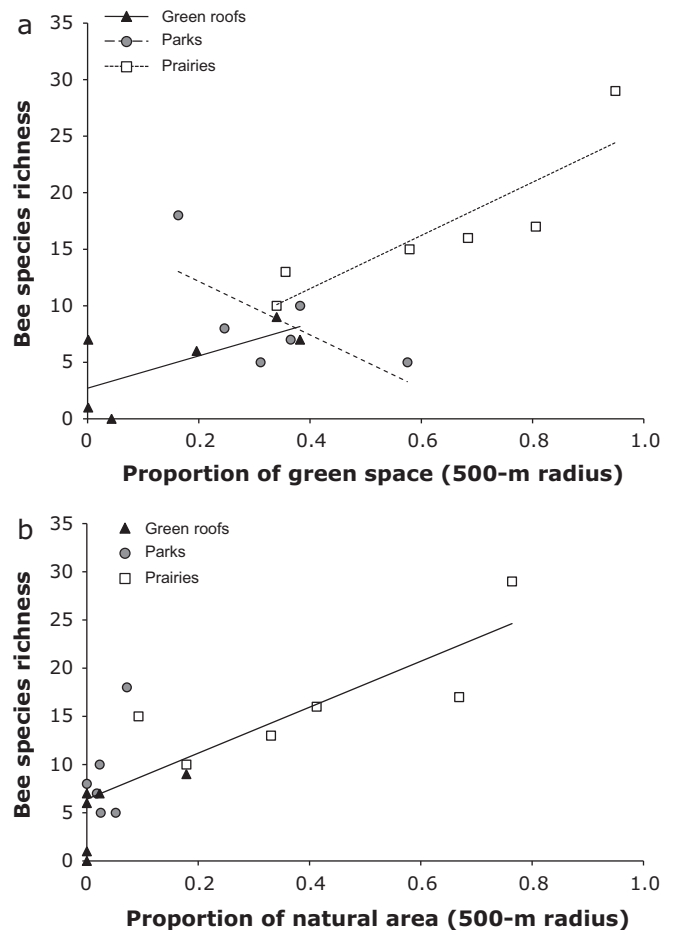 a
35
30
25
20
15
10
5
0
Bee species richness
Green roofs
Parks
Prairies
0 0.2 0.4 0.6 0.8 1.0
Proportion of green space (500-m radius)
b
35
30
25
20
15
10
5
0
Bee species richness
Green roofs
Parks
Prairies
0 0.2 0.4 0.6 0.8 1.0
Proportion of natural area (500-m radius)